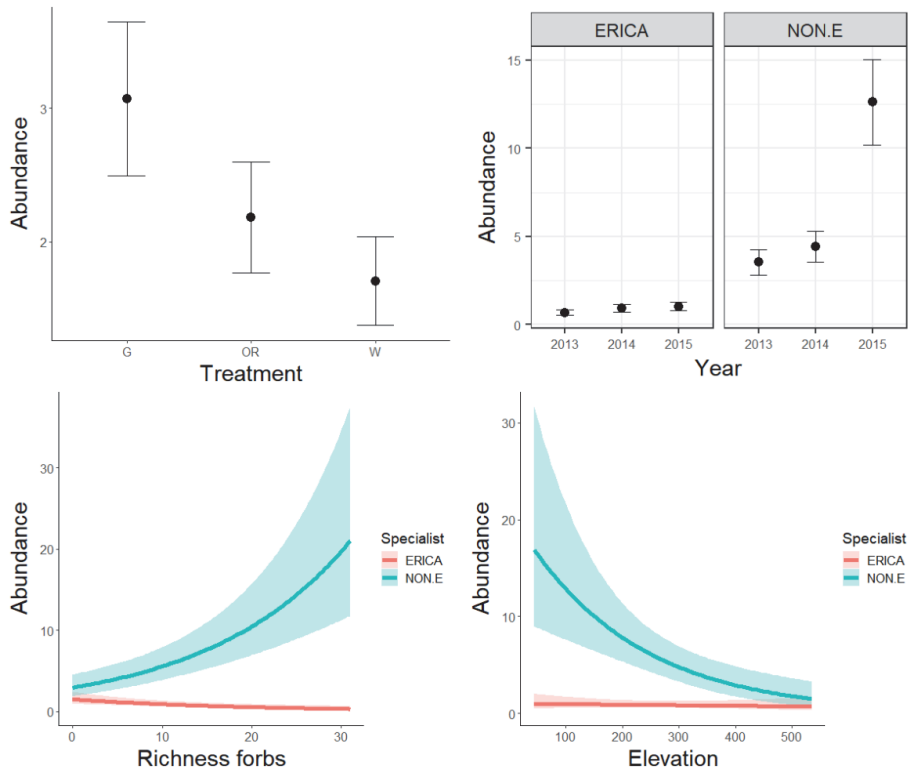 Abundance
3
2
G OR W
Treatment
ERICA NON.E
Abundance
15
10
5
0
2013 2014 2015 2013 2014 2015
Year
Abundance
30
20
10
0
0 10 20 30
Richness forbs
Specialist
ERICA
NON.E
Abundance
30
20
10
0
100 200 300 400 500
Elevation
Specialist
ERICA
NON.E